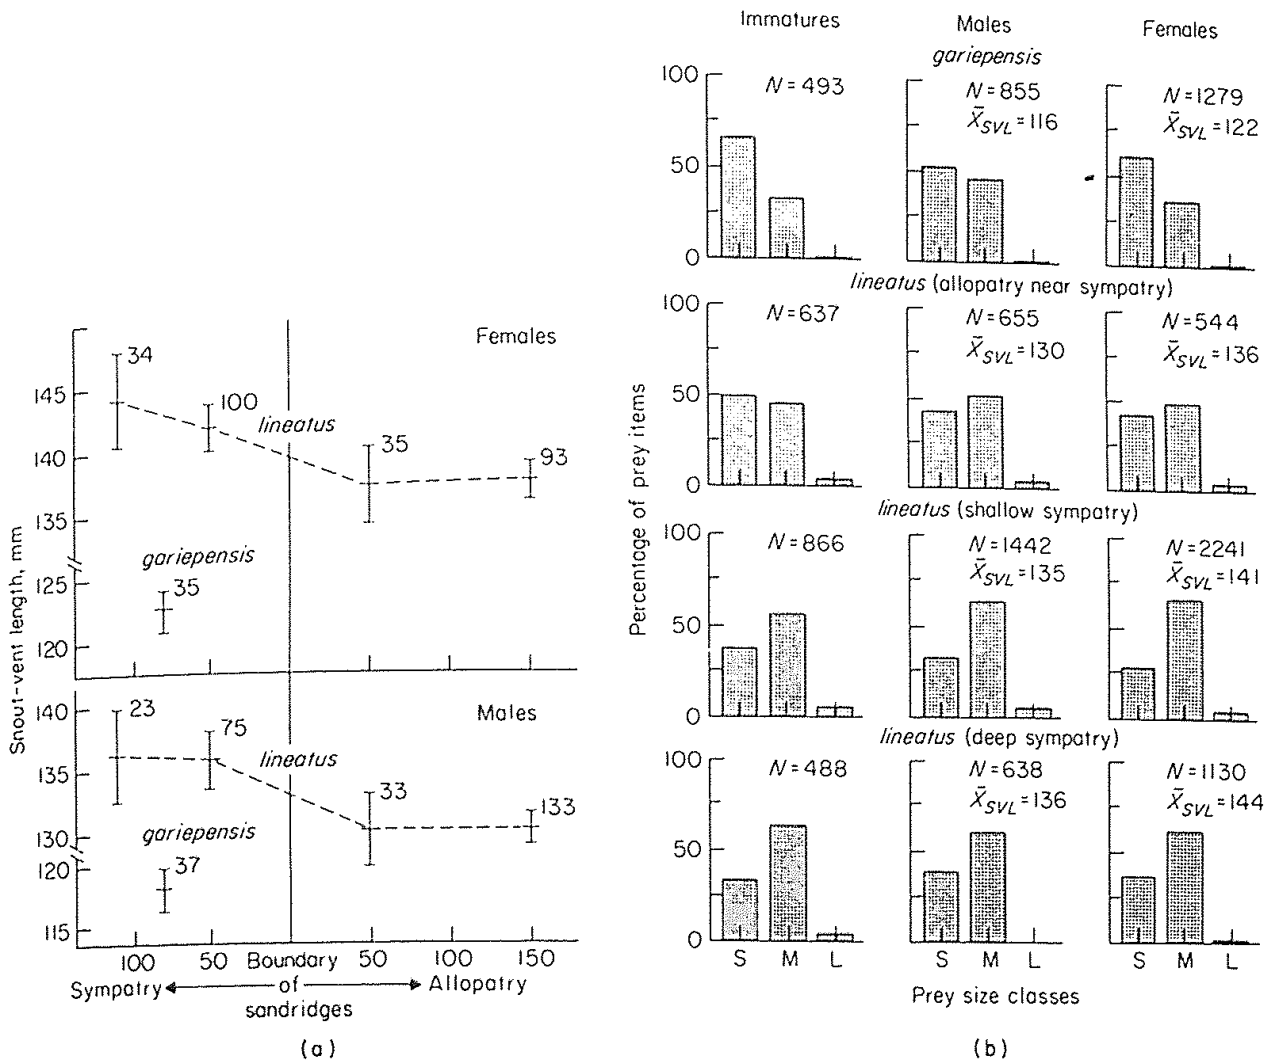 Females
34
100
lineatus
35
93
145
140
135
125
120
gariepensis
35
Snout-vent length, mm
Males
23
75
lineatus
33
133
140
135
130
120
115
gariepensis
37
100 50 Boundary 50 100 150
Sympatry of Allopatry
sandridges
(a)
Immatures Males Females
gariepensis
100
50
0
N=493
N=855
X̄SVL=116
N=1279
X̄SVL=122
lineatus (allopatry near sympatry)
100
50
0
N=637
N=655
X̄SVL=130
N=544
X̄SVL=136
lineatus (shallow sympatry)
100
50
0
N=866
N=1442
X̄SVL=135
N=2241
X̄SVL=141
lineatus (deep sympatry)
100
50
0
N=488
N=638
X̄SVL=136
N=1130
X̄SVL=144
Percentage of prey items
S M L S M L S M L
Prey size classes
(b)